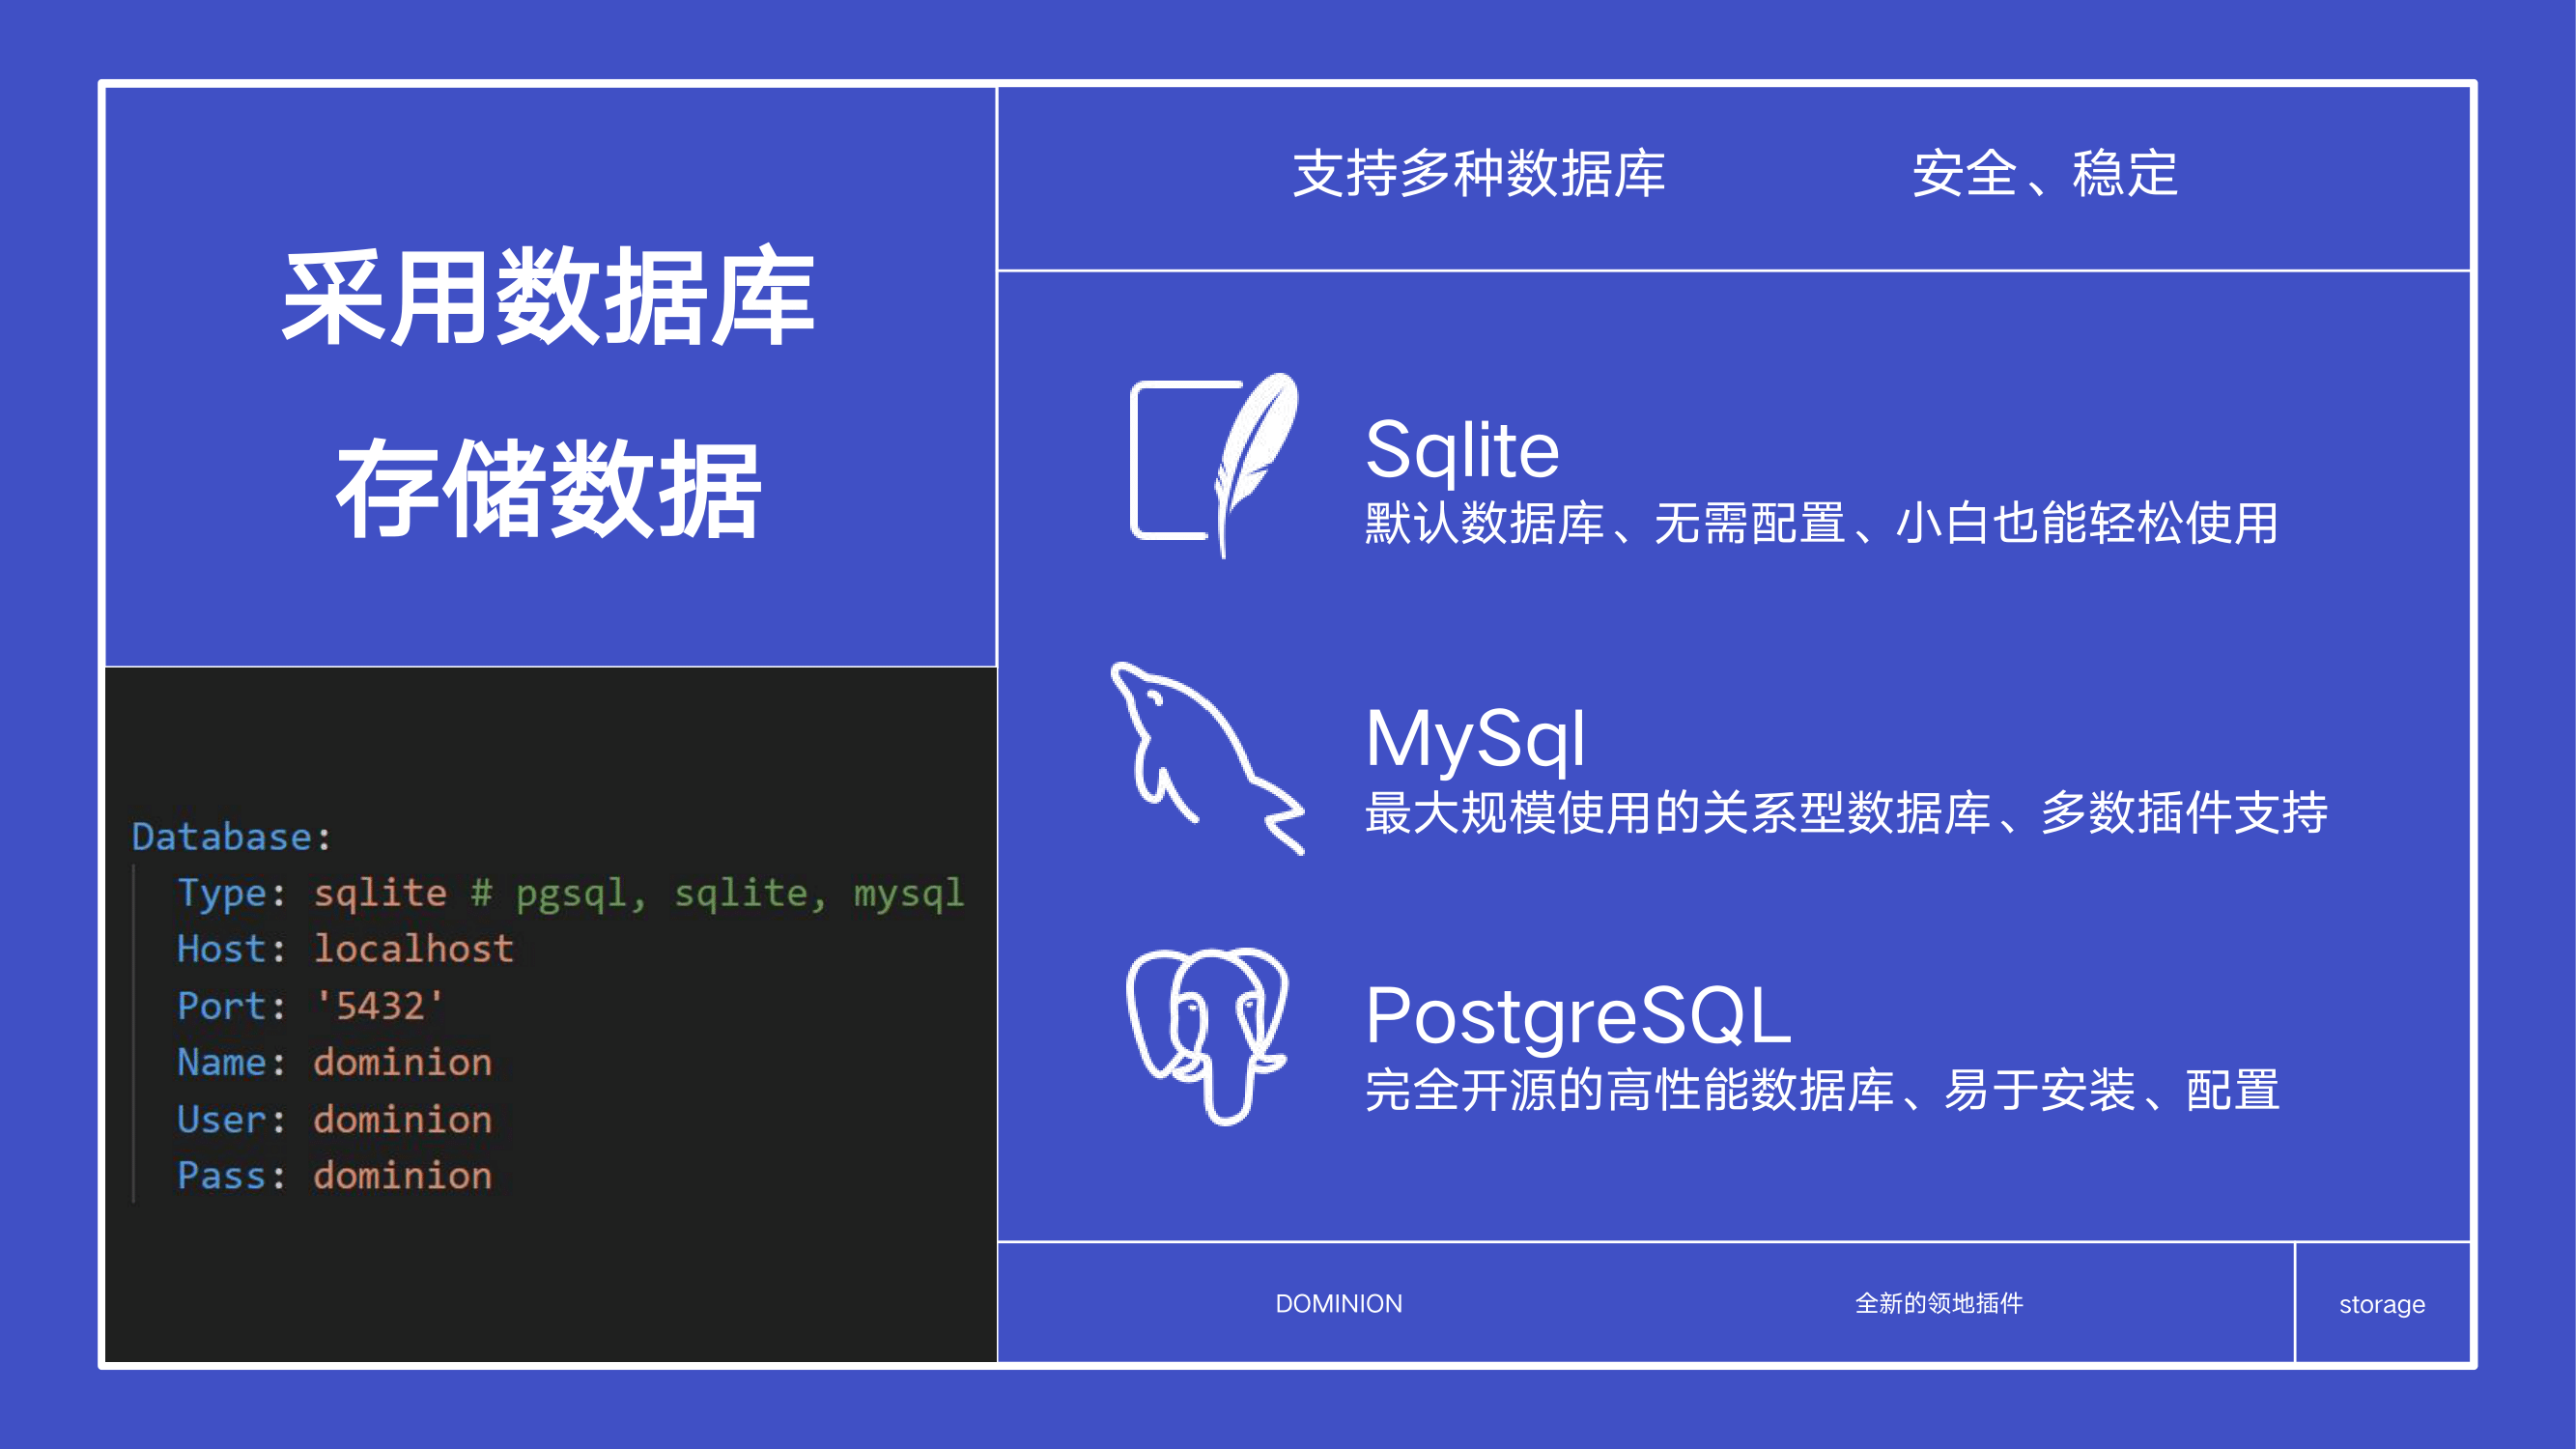 采用数据库
存储数据
Database:
Type: sqlite # pgsql, sqlite, mysql
Host: localhost
Port: '5432'
Name: dominion
User: dominion
Pass: dominion
支持多种数据库
安全、稳定
Sqlite
默认数据库、无需配置、小白也能轻松使用
MySql
最大规模使用的关系型数据库、多数插件支持
PostgreSQL
完全开源的高性能数据库、易于安装、配置
DOMINION
全新的领地插件
storage